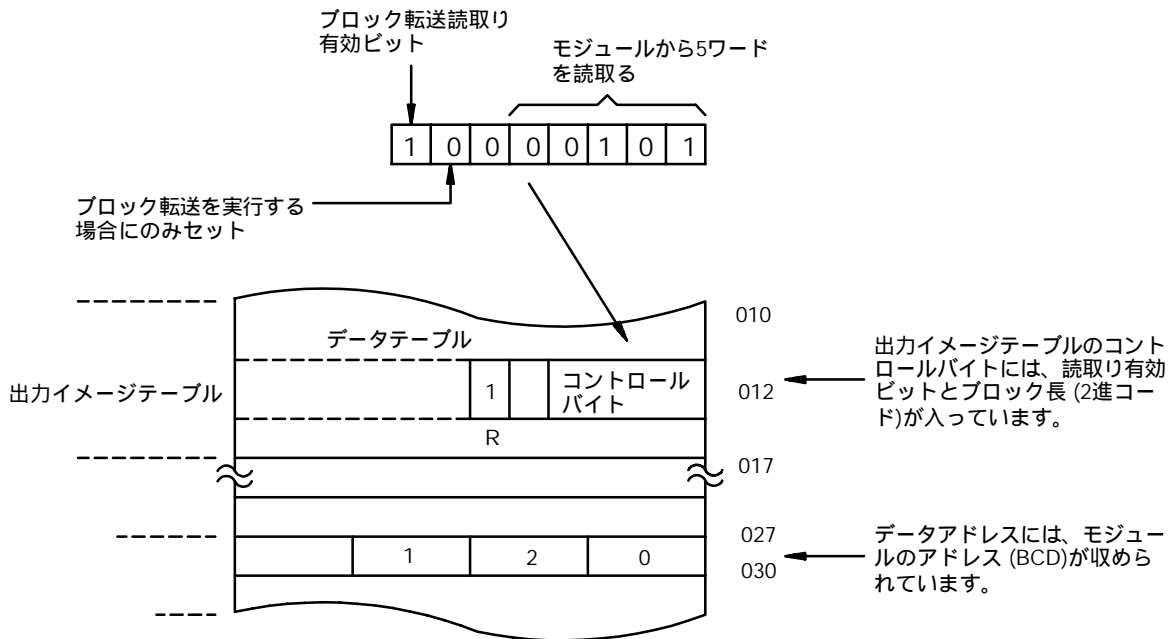 ブロック転送読取り
有効ビット
モジュールから5ワード
を読取る
1 0 0 0 0 1 0 1
ブロック転送を実行する
場合にのみセット
010
データテーブル
出力イメージテーブル
1
コントロール
バイト
012
出力イメージテーブルのコント
ロールバイトには、読取り有効
ビットとブロック長 (2進コー
ド)が入っています。
R
017
027
1 2 0
030
データアドレスには、モジュー
ルのアドレス (BCD)が収めら
れています。